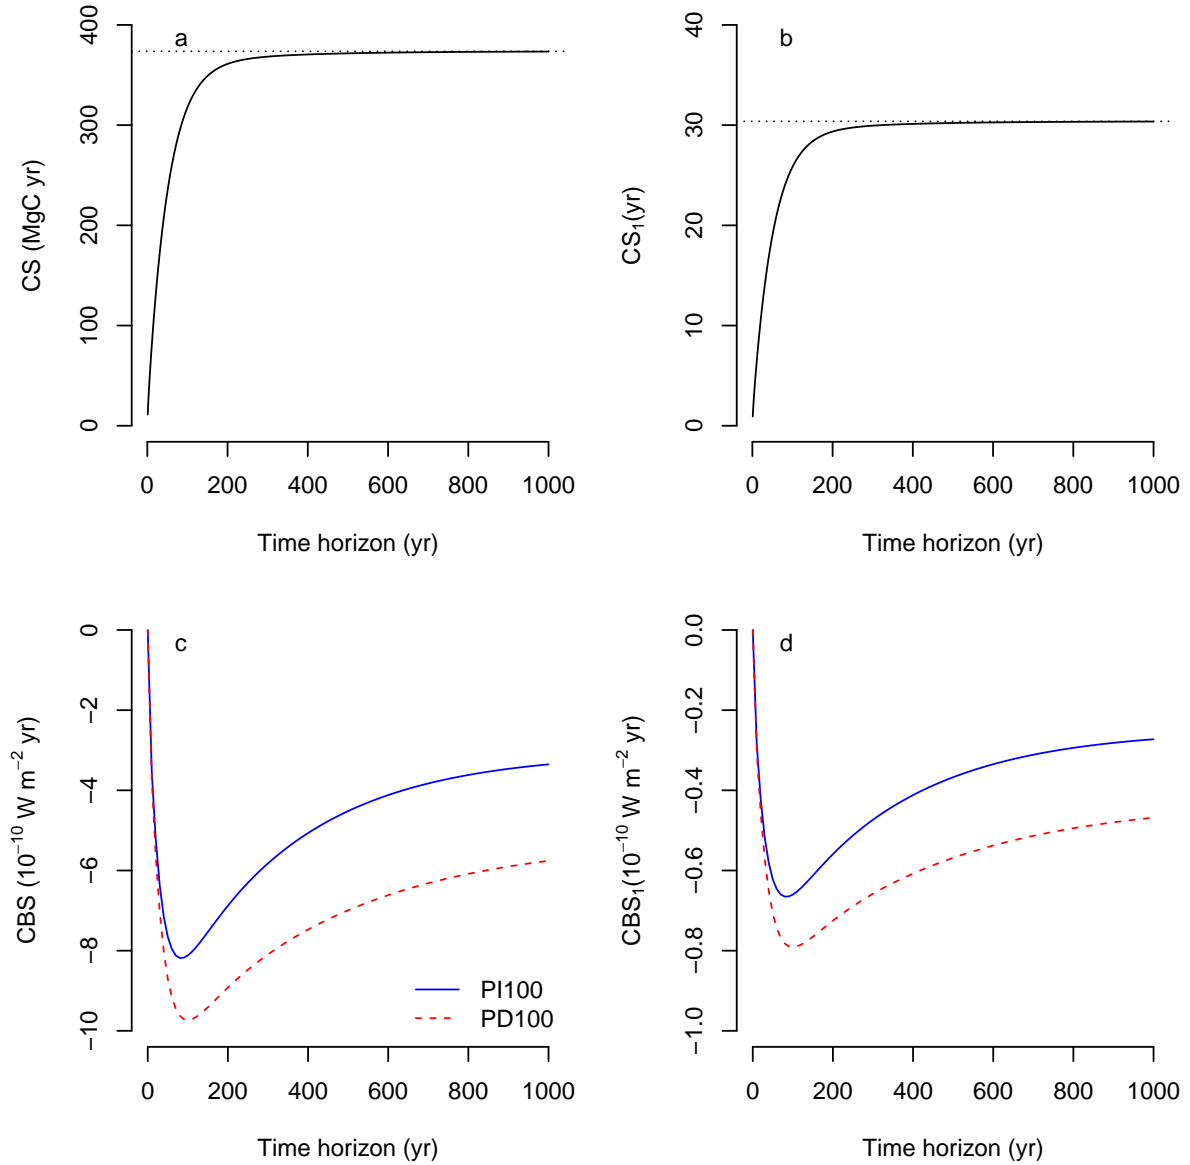 a
CS (MgC yr)
0 100 200 300 400
0 200 400 600 800 1000
Time horizon (yr)
b
CS₁(yr)
0 10 20 30 40
0 200 400 600 800 1000
Time horizon (yr)
c
CBS (10⁻¹⁰ W m⁻² yr)
−10 −8 −6 −4 −2 0
PI100
PD100
0 200 400 600 800 1000
Time horizon (yr)
d
CBS₁(10⁻¹⁰ W m⁻² yr)
−1.0 −0.8 −0.6 −0.4 −0.2 0.0
0 200 400 600 800 1000
Time horizon (yr)